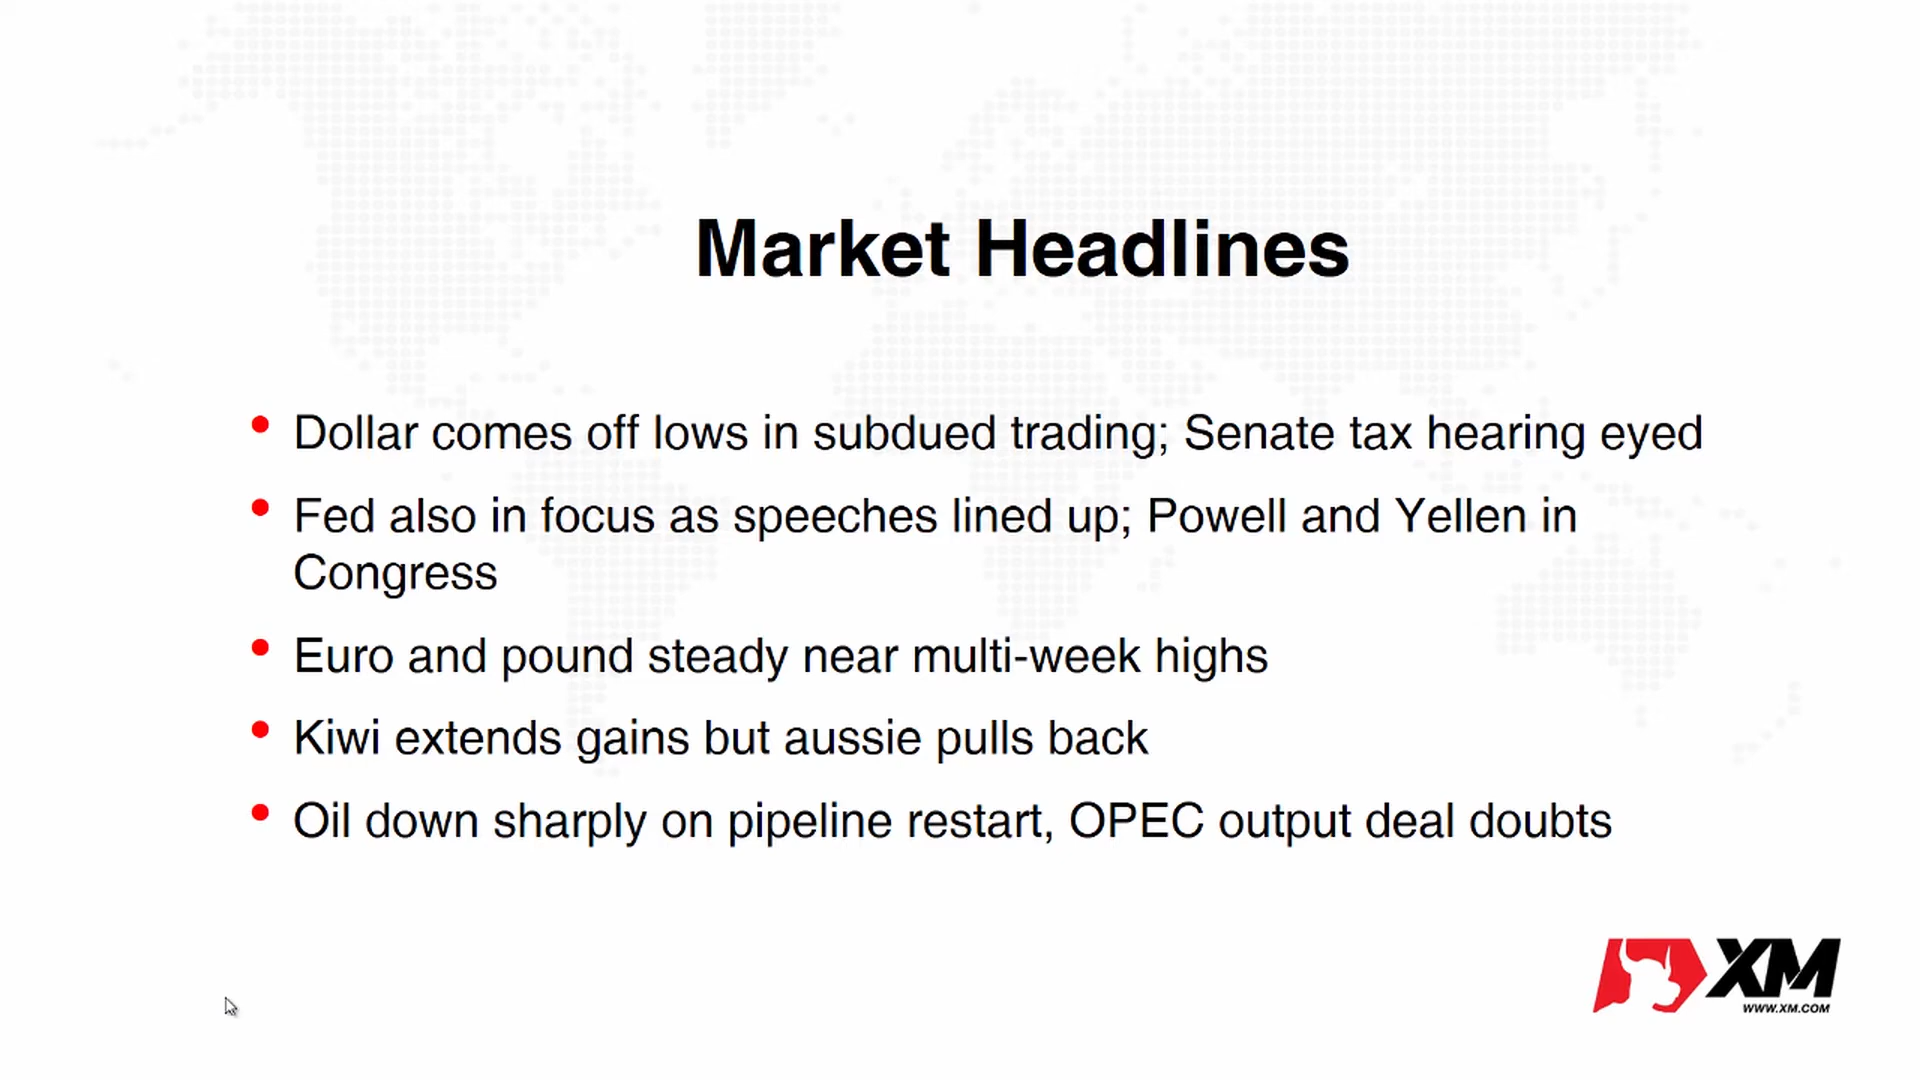 Market Headlines
Dollar comes off lows in subdued trading; Senate tax hearing eyed
Fed also in focus as speeches lined up; Powell and Yellen in
Congress
Euro and pound steady near multi-week highs
Kiwi extends gains but aussie pulls back
Oil down sharply on pipeline restart, OPEC output deal doubts
XM
WWW.XM.COM